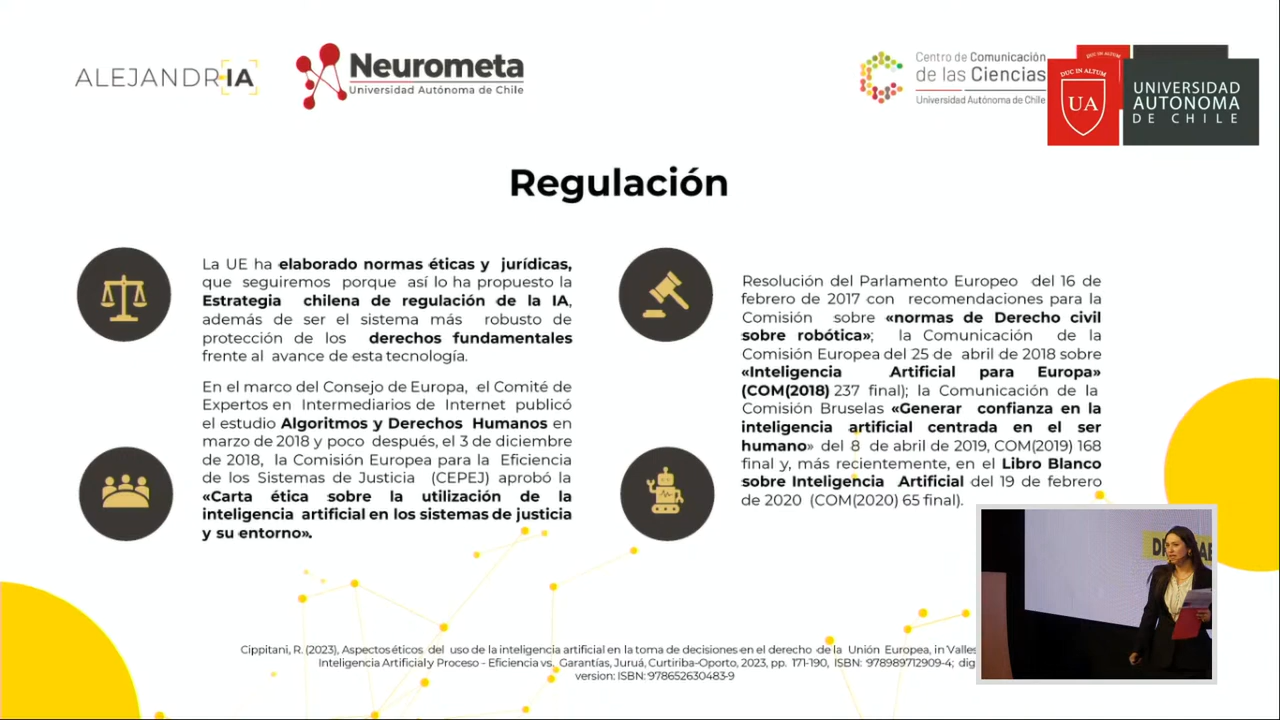 ALEJANDRIA
Neurometa
Universidad Autónoma de Chile
Centro de Comunicación
de las Ciencias
Universidad Autónoma de Chile
DUC IN ALTUM
DUC IN ALTUM
UA
UNIVERSIDAD
AUTONOMA
DE CHILE
Regulación
La UE ha elaborado normas éticas y jurídicas,
que seguiremos porque así lo ha propuesto la
Estrategia chilena de regulación de la IA,
además de ser el sistema más robusto de
protección de los derechos fundamentales
frente al avance de esta tecnología.
En el marco del Consejo de Europa, el Comité de
Expertos en Intermediarios de Internet publicó
el estudio Algoritmos y Derechos Humanos en
marzo de 2018 y poco después, el 3 de diciembre
de 2018, la Comisión Europea para la Eficiencia
de los Sistemas de Justicia (CEPEJ) aprobó la
«Carta ética sobre la utilización de la
inteligencia artificial en los sistemas de justicia
y su entorno».
Resolución del Parlamento Europeo del 16 de
febrero de 2017 con recomendaciones para la
Comisión sobre «normas de Derecho civil
sobre robótica»; la Comunicación de la
Comisión Europea del 25 de abril de 2018 sobre
«Inteligencia Artificial para Europa»
(COM(2018) 237 final); la Comunicación de la
Comisión Bruselas «Generar confianza en la
inteligencia artificial centrada en el ser
humano» del 8 de abril de 2019, COM(2019) 168
final y, más recientemente, en el Libro Blanco
sobre Inteligencia Artificial del 19 de febrero
de 2020 (COM(2020) 65 final).
Cippitani, R. (2023), Aspectos éticos del uso de la inteligencia artificial en la toma de decisiones en el derecho de la Unión Europea, in Valles
Inteligencia Artificial y Proceso - Eficiencia vs. Garantías, Juruá, Curtiriba-Oporto, 2023, pp. 171-190, ISBN: 978989712909-4; dig
version: ISBN: 978652630483-9